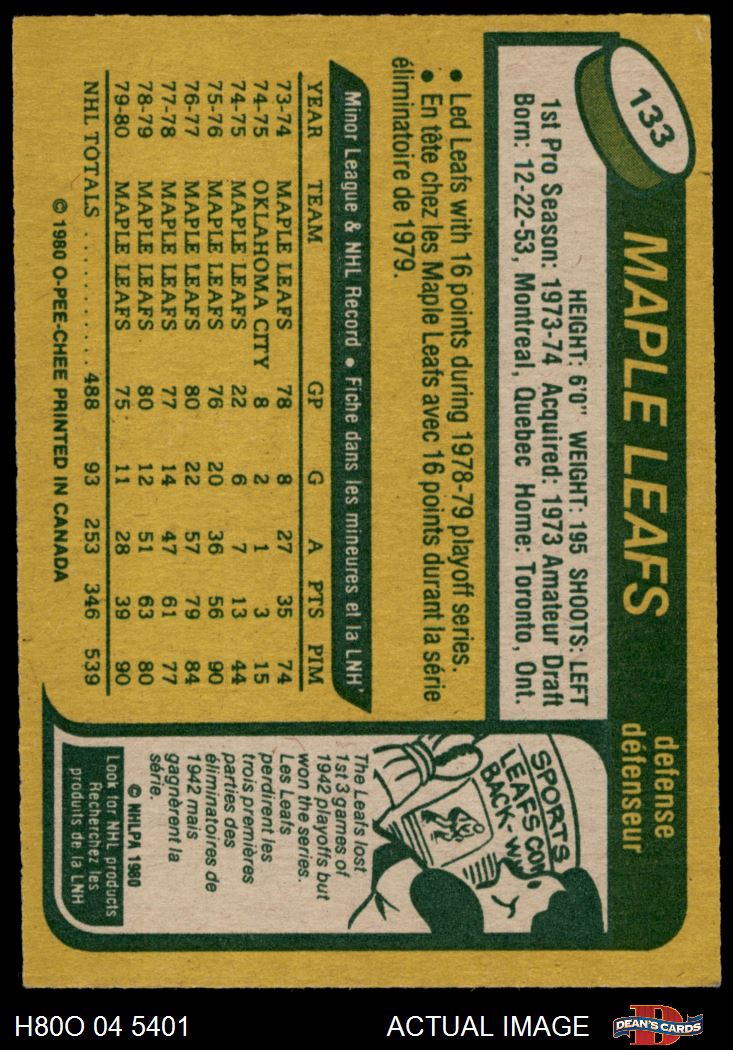 133
MAPLE LEAFS
defense
défenseur
HEIGHT: 6'0" WEIGHT: 195 SHOOTS: LEFT
1st Pro Season: 1973-74 Acquired: 1973 Amateur Draft
Born: 12-22-53, Montreal, Quebec Home: Toronto, Ont.
• Led Leafs with 16 points during 1978-79 playoff series.
• En tête chez les Maple Leafs avec 16 points durant la série
éliminatoire de 1979.
Minor League & NHL Record • Fiche dans les mineures et la LNH
YEAR TEAM GP G A PTS PIM
73-74 MAPLE LEAFS 78 8 27 35 74
74-75 OKLAHOMA CITY 8 2 1 3 15
74-75 MAPLE LEAFS 22 6 7 13 44
75-76 MAPLE LEAFS 76 20 36 56 90
76-77 MAPLE LEAFS 80 22 57 79 84
77-78 MAPLE LEAFS 77 14 47 61 77
78-79 MAPLE LEAFS 80 12 51 63 80
79-80 MAPLE LEAFS 75 11 28 39 90
NHL TOTALS ........... 488 93 253 346 539
© 1980 O-PEE-CHEE PRINTED IN CANADA
SPORTS
LEAFS COM
BACK-W
The Leafs lost
1st 3 games of
1942 playoffs but
won the series.
Les Leafs
perdirent les
trois premières
parties des
éliminatoires de
1942 mais
gagnèrent la
série.
© NHLPA 1980
Look for NHL products
Recherchez les
produits de la LNH
H80O 04 5401
ACTUAL IMAGE
D
DEAN'S CARDS